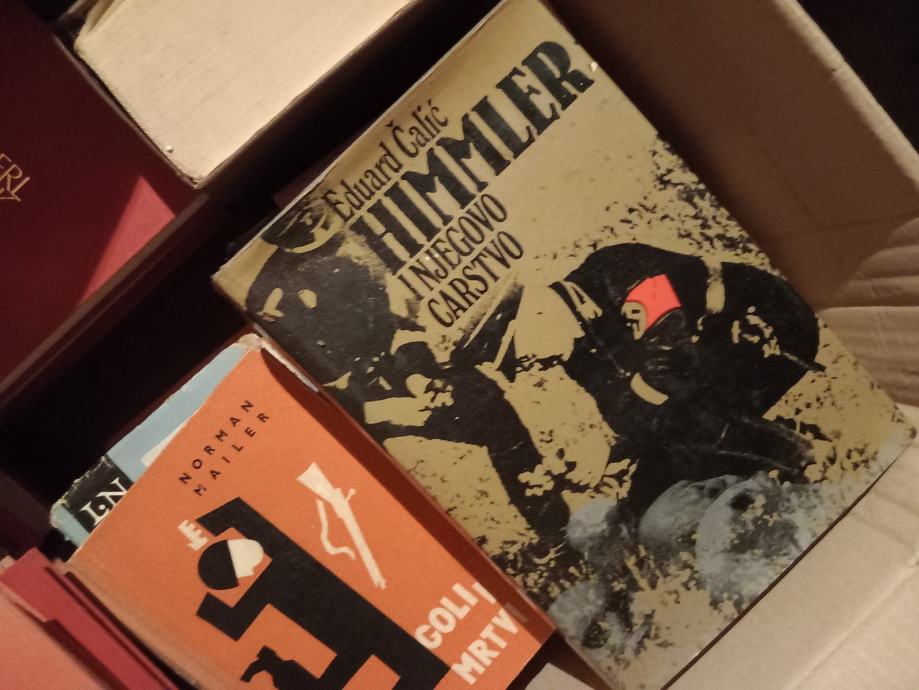 Eduard Čalić
HIMMLER
I NJEGOVO
CARSTVO
NORMAN
MAILER
GOLI I
MRTVI
I·N